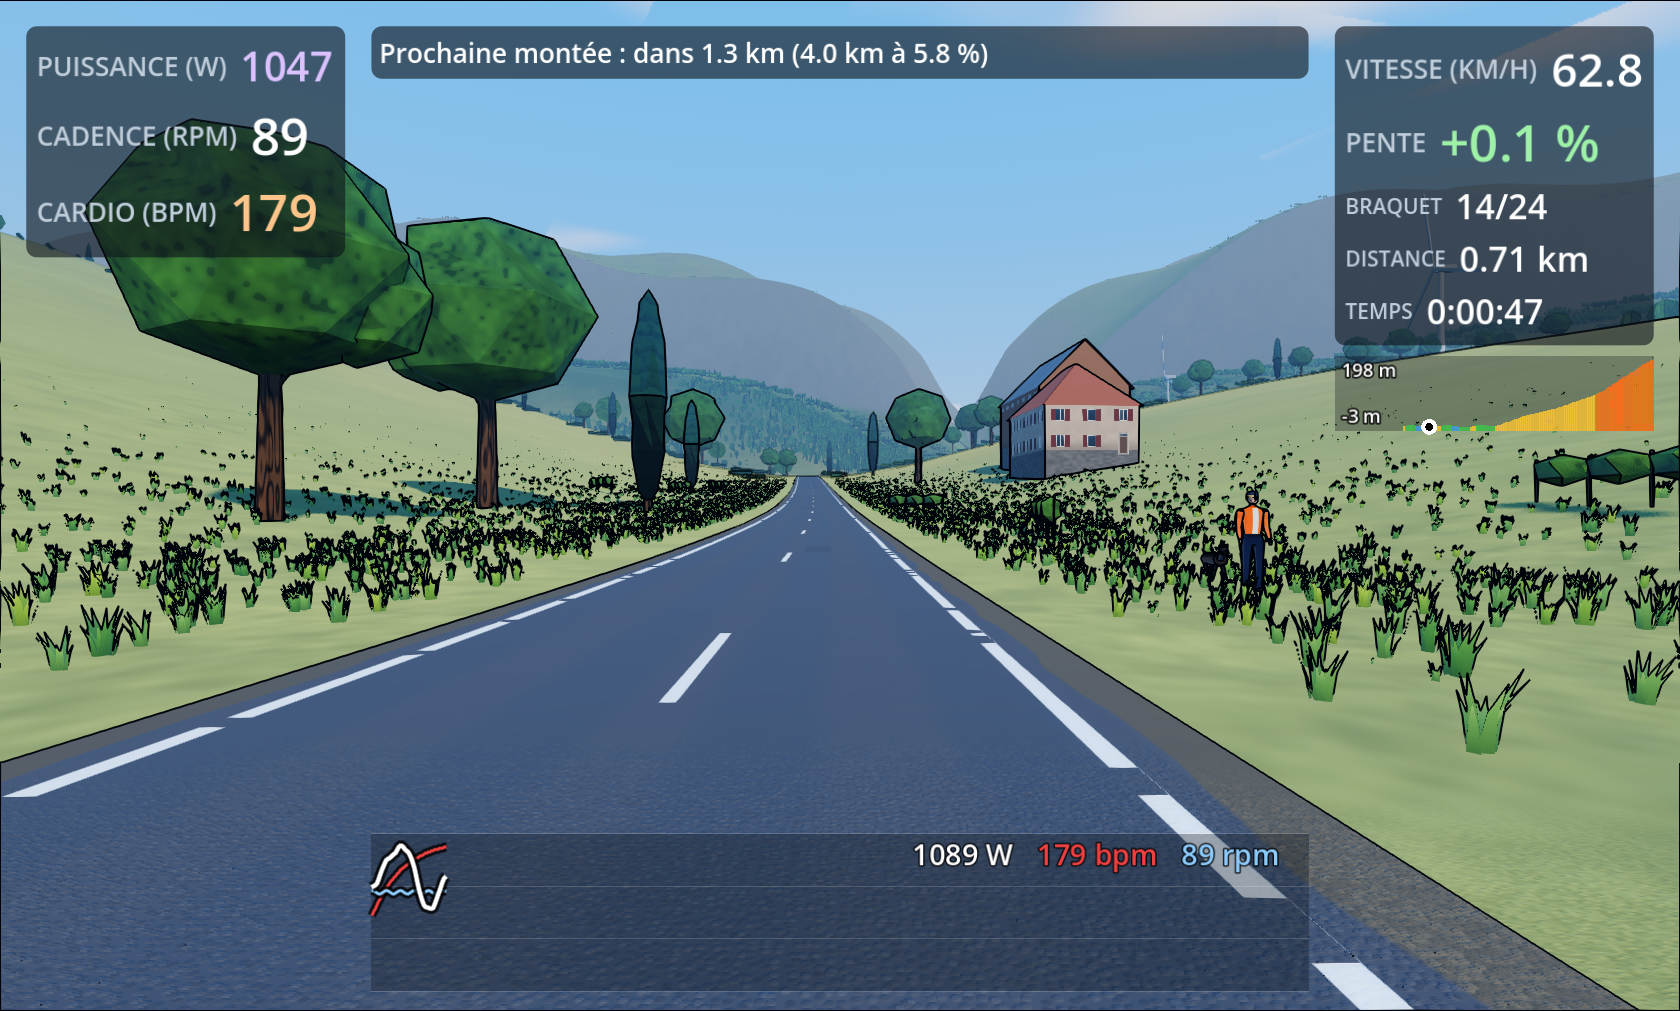 PUISSANCE (W) 1047
CADENCE (RPM) 89
CARDIO (BPM) 179
Prochaine montée : dans 1.3 km (4.0 km à 5.8 %)
VITESSE (KM/H) 62.8
PENTE +0.1 %
BRAQUET 14/24
DISTANCE 0.71 km
TEMPS 0:00:47
198 m
-3 m
1089 W 179 bpm 89 rpm